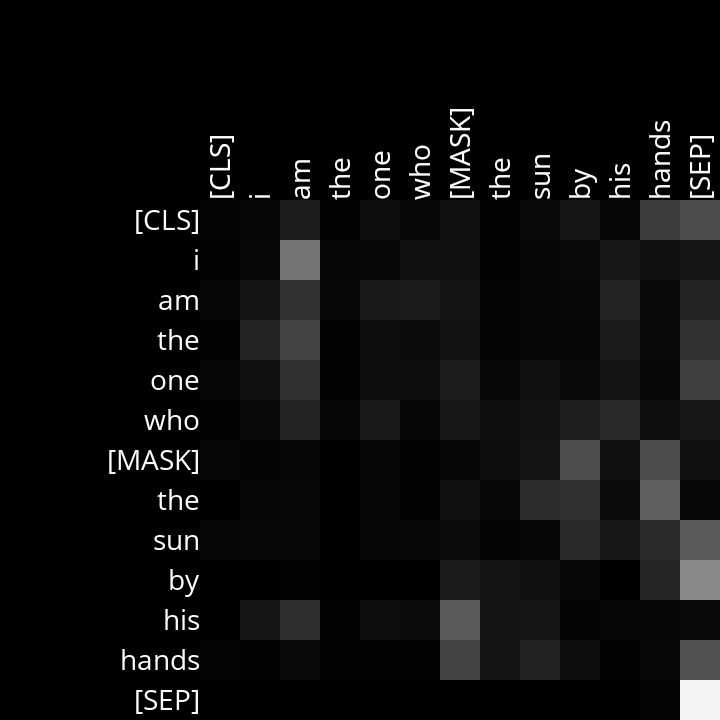 [CLS] i am the one who [MASK] the sun by his hands [SEP]
[CLS]
i
am
the
one
who
[MASK]
the
sun
by
his
hands
[SEP]